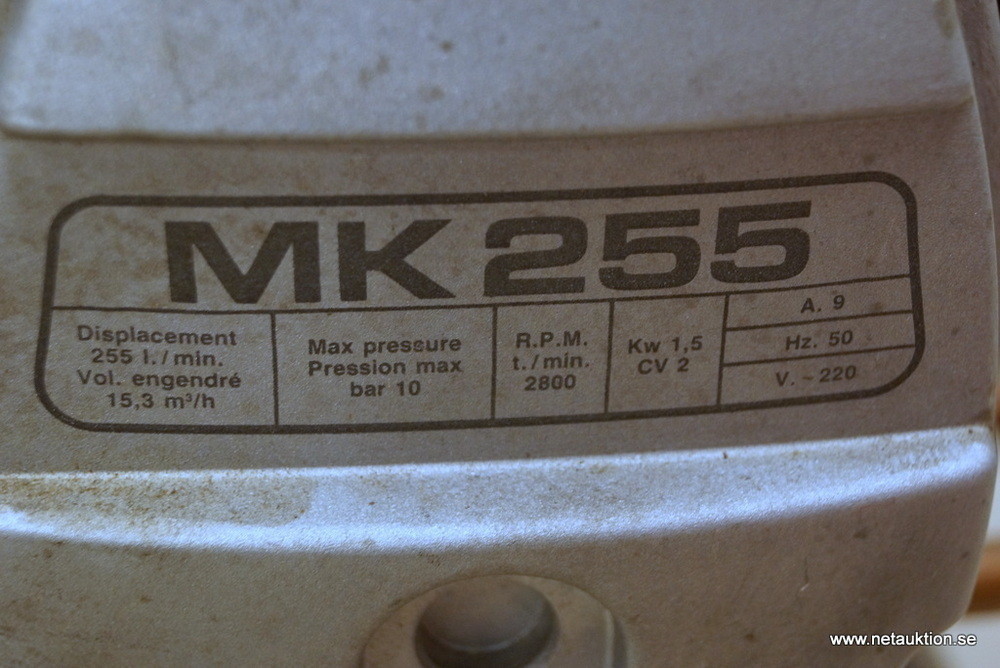 MK 255
Displacement
255 l./min.
Vol. engendré
15,3 m³/h
Max pressure
Pression max
bar 10
R.P.M.
t./min.
2800
Kw 1,5
CV 2
A. 9
Hz. 50
V. ~ 220
www.netauktion.se